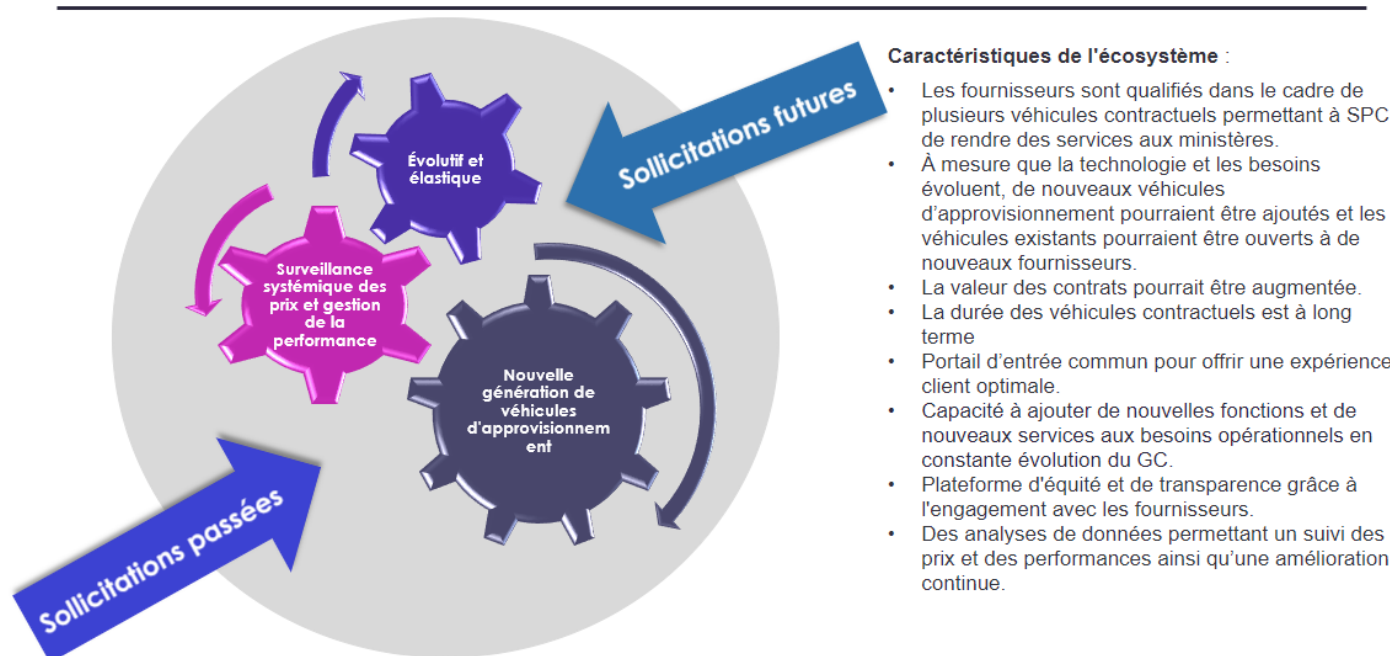 Évolutif et
élastique
Surveillance
systémique des
prix et gestion
de la
performance
Nouvelle
génération de
véhicules
d'approvisionnem
ent
Sollicitations futures
Sollicitations passées
Caractéristiques de l'écosystème :
• Les fournisseurs sont qualifiés dans le cadre de
plusieurs véhicules contractuels permettant à SPC
de rendre des services aux ministères.
• À mesure que la technologie et les besoins
évoluent, de nouveaux véhicules
d’approvisionnement pourraient être ajoutés et les
véhicules existants pourraient être ouverts à de
nouveaux fournisseurs.
• La valeur des contrats pourrait être augmentée.
• La durée des véhicules contractuels est à long
terme
• Portail d’entrée commun pour offrir une expérience
client optimale.
• Capacité à ajouter de nouvelles fonctions et de
nouveaux services aux besoins opérationnels en
constante évolution du GC.
• Plateforme d'équité et de transparence grâce à
l'engagement avec les fournisseurs.
• Des analyses de données permettant un suivi des
prix et des performances ainsi qu’une amélioration
continue.